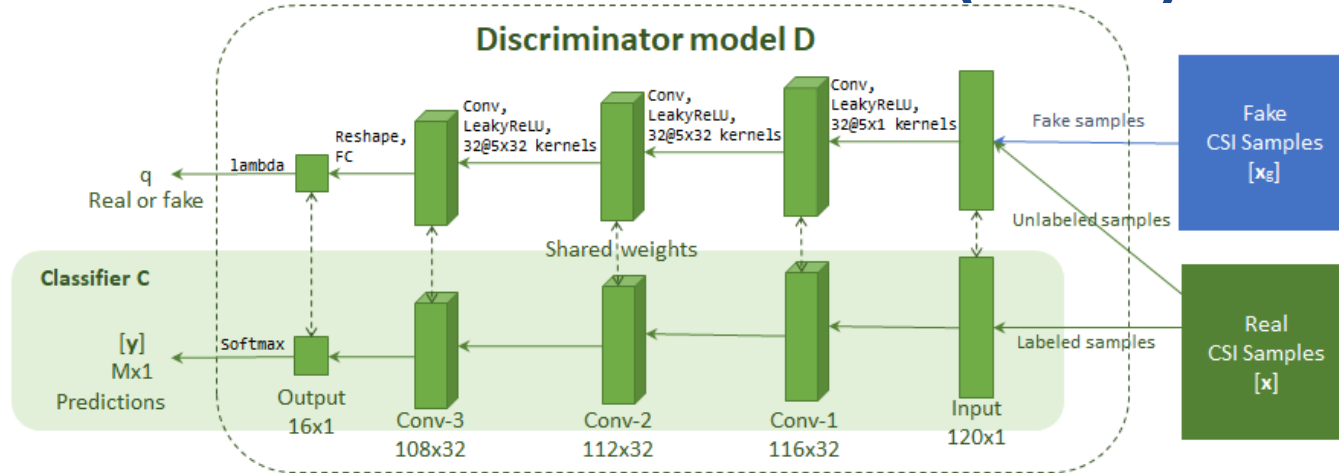 Discriminator model D
Conv,
LeakyReLU,
32@5x32 kernels
Conv,
LeakyReLU,
32@5x32 kernels
Conv,
LeakyReLU,
32@5x1 kernels
Reshape,
FC
lambda
q
Real or fake
Fake samples
Fake
CSI Samples
[xg]
Unlabeled samples
Shared weights
Classifier C
[y]
Mx1
Predictions
Softmax
Labeled samples
Real
CSI Samples
[x]
Output
16x1
Conv-3
108x32
Conv-2
112x32
Conv-1
116x32
Input
120x1